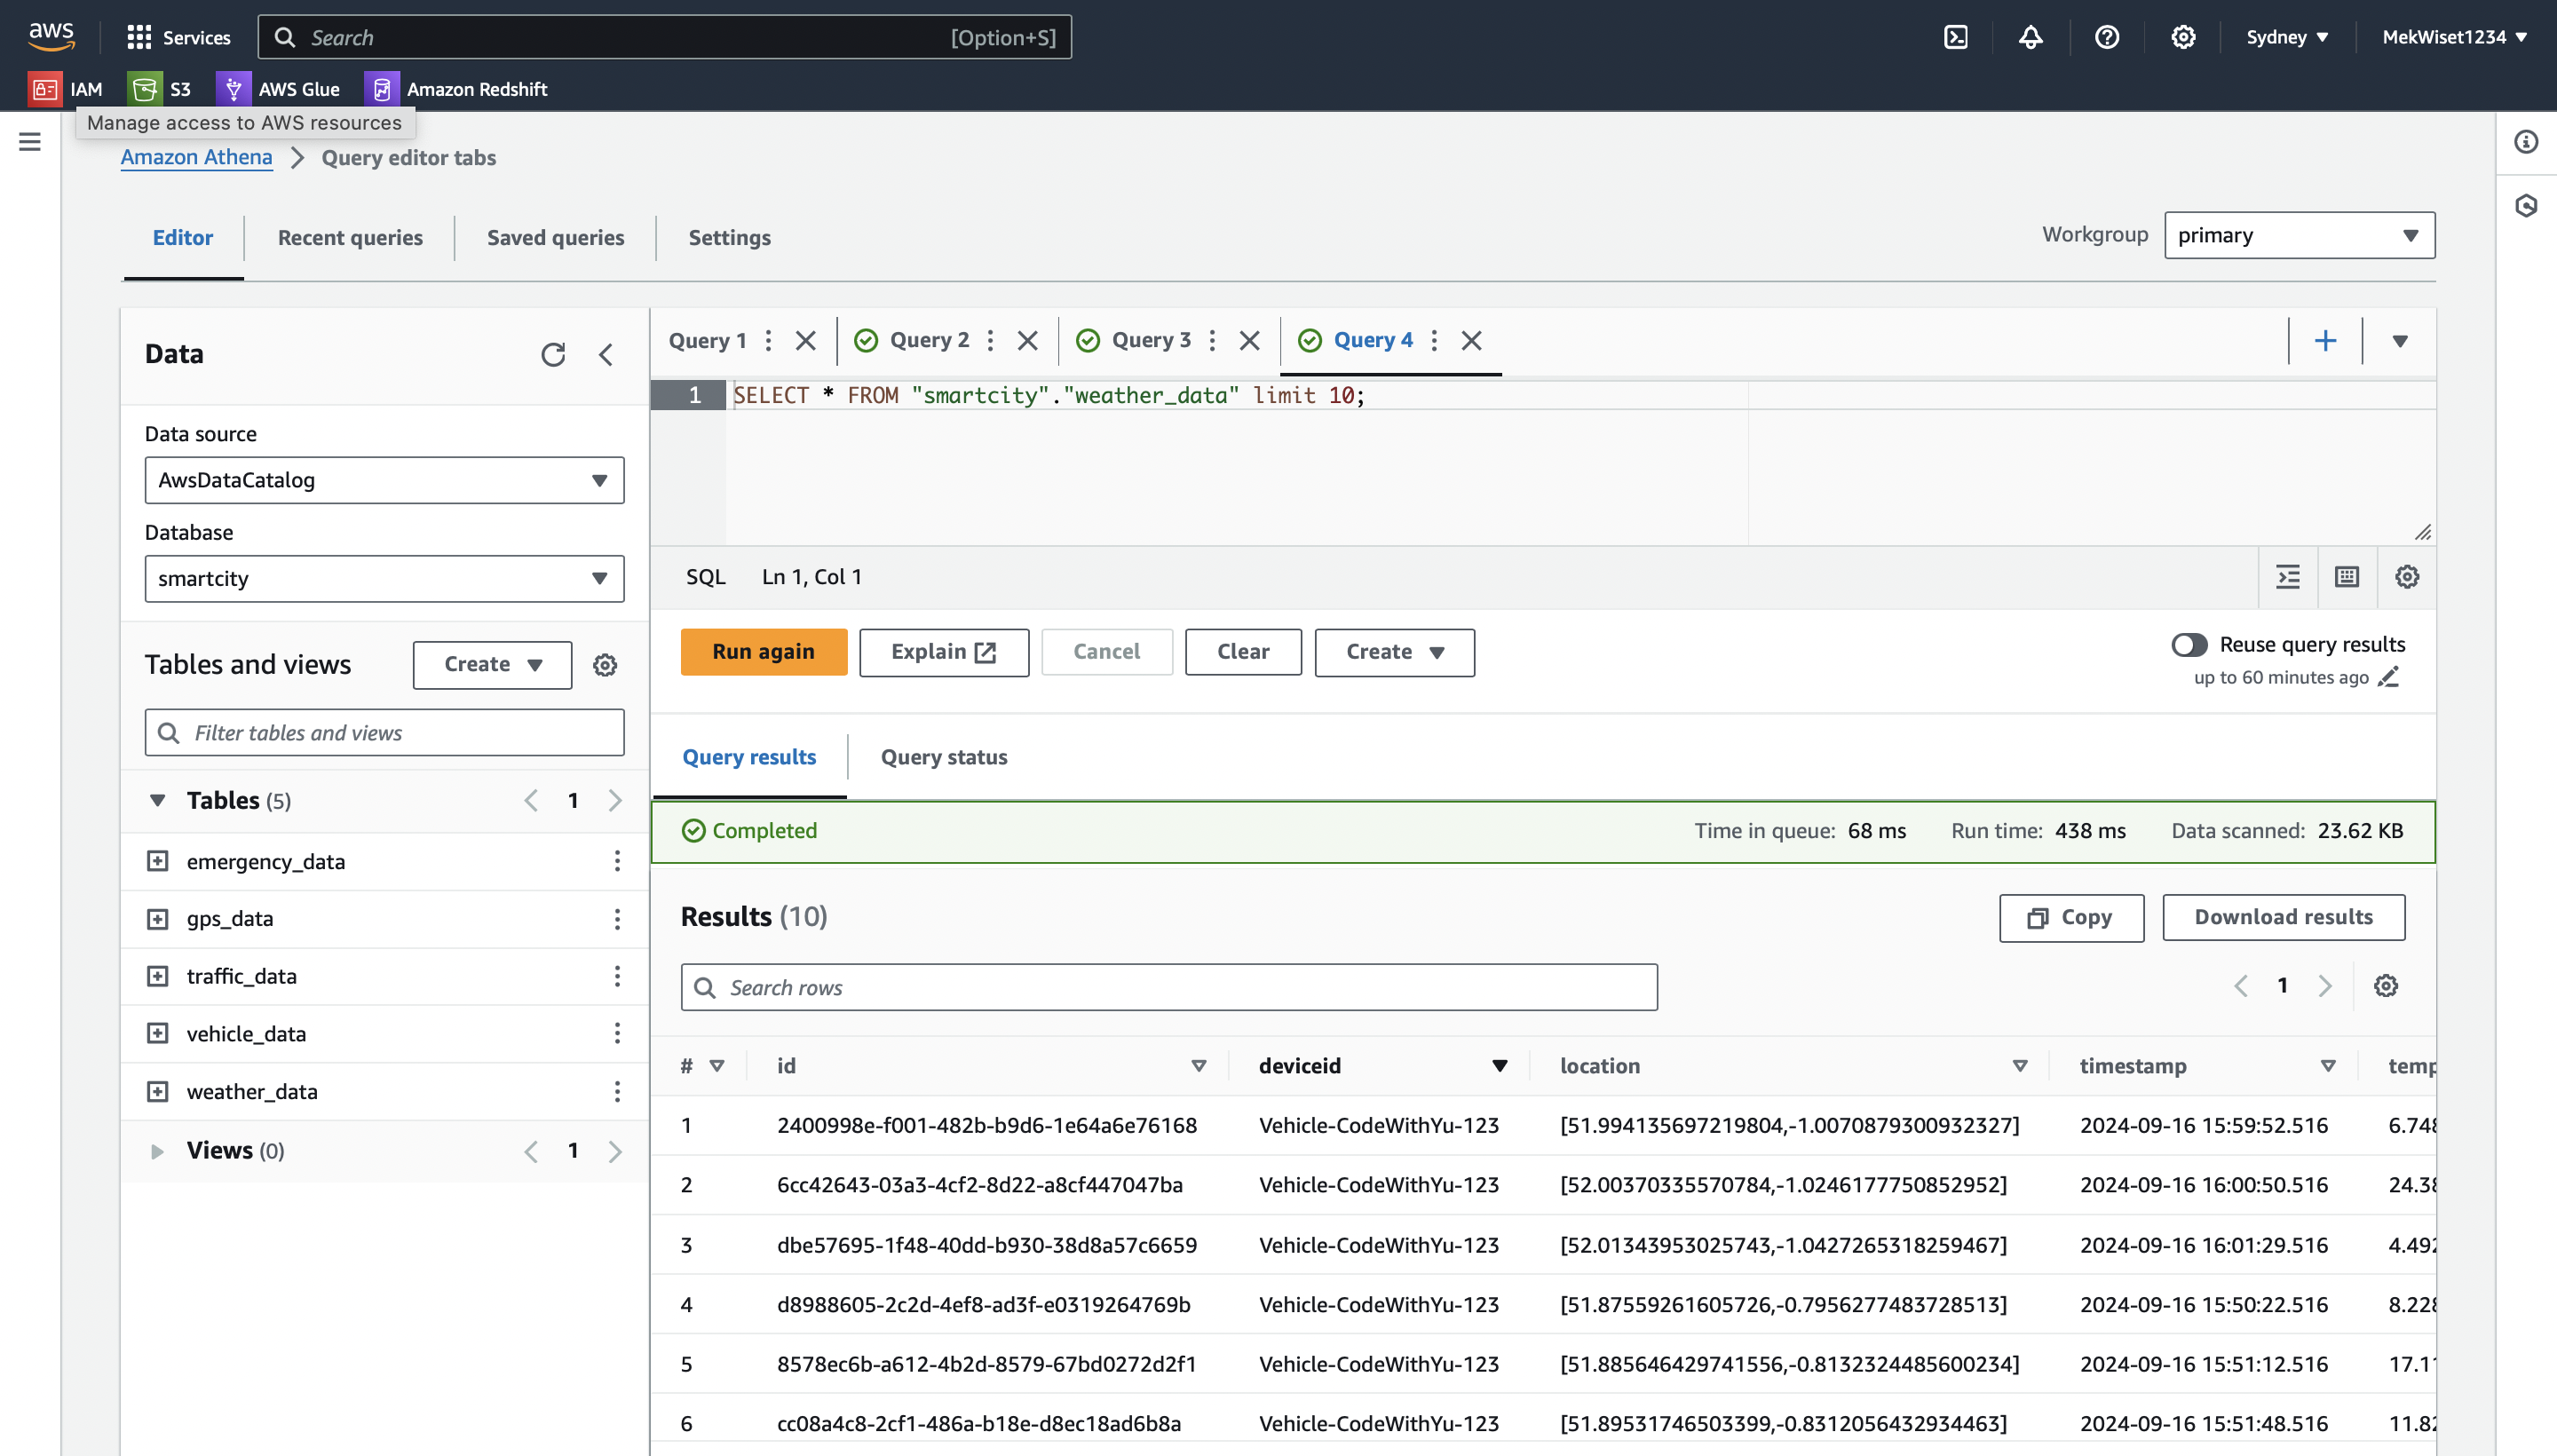 aws Services Search [Option+S] Sydney MekWiset1234
IAM S3 AWS Glue Amazon Redshift
Manage access to AWS resources
Amazon Athena Query editor tabs
Editor Recent queries Saved queries Settings Workgroup primary
Data
Data source
AwsDataCatalog
Database
smartcity
Tables and views Create
Filter tables and views
Tables (5) 1
emergency_data
gps_data
traffic_data
vehicle_data
weather_data
Views (0) 1
Query 1 Query 2 Query 3 Query 4
1 SELECT * FROM "smartcity"."weather_data" limit 10;
SQL Ln 1, Col 1
Run again Explain Cancel Clear Create Reuse query results
up to 60 minutes ago
Query results Query status
Completed Time in queue: 68 ms Run time: 438 ms Data scanned: 23.62 KB
Results (10) Copy Download results
Search rows 1
# id deviceid location timestamp temp
1 2400998e-f001-482b-b9d6-1e64a6e76168 Vehicle-CodeWithYu-123 [51.994135697219804,-1.0070879300932327] 2024-09-16 15:59:52.516 6.748
2 6cc42643-03a3-4cf2-8d22-a8cf447047ba Vehicle-CodeWithYu-123 [52.00370335570784,-1.0246177750852952] 2024-09-16 16:00:50.516 24.38
3 dbe57695-1f48-40dd-b930-38d8a57c6659 Vehicle-CodeWithYu-123 [52.01343953025743,-1.0427265318259467] 2024-09-16 16:01:29.516 4.492
4 d8988605-2c2d-4ef8-ad3f-e0319264769b Vehicle-CodeWithYu-123 [51.87559261605726,-0.7956277483728513] 2024-09-16 15:50:22.516 8.228
5 8578ec6b-a612-4b2d-8579-67bd0272d2f1 Vehicle-CodeWithYu-123 [51.885646429741556,-0.8132324485600234] 2024-09-16 15:51:12.516 17.11
6 cc08a4c8-2cf1-486a-b18e-d8ec18ad6b8a Vehicle-CodeWithYu-123 [51.89531746503399,-0.8312056432934463] 2024-09-16 15:51:48.516 11.82